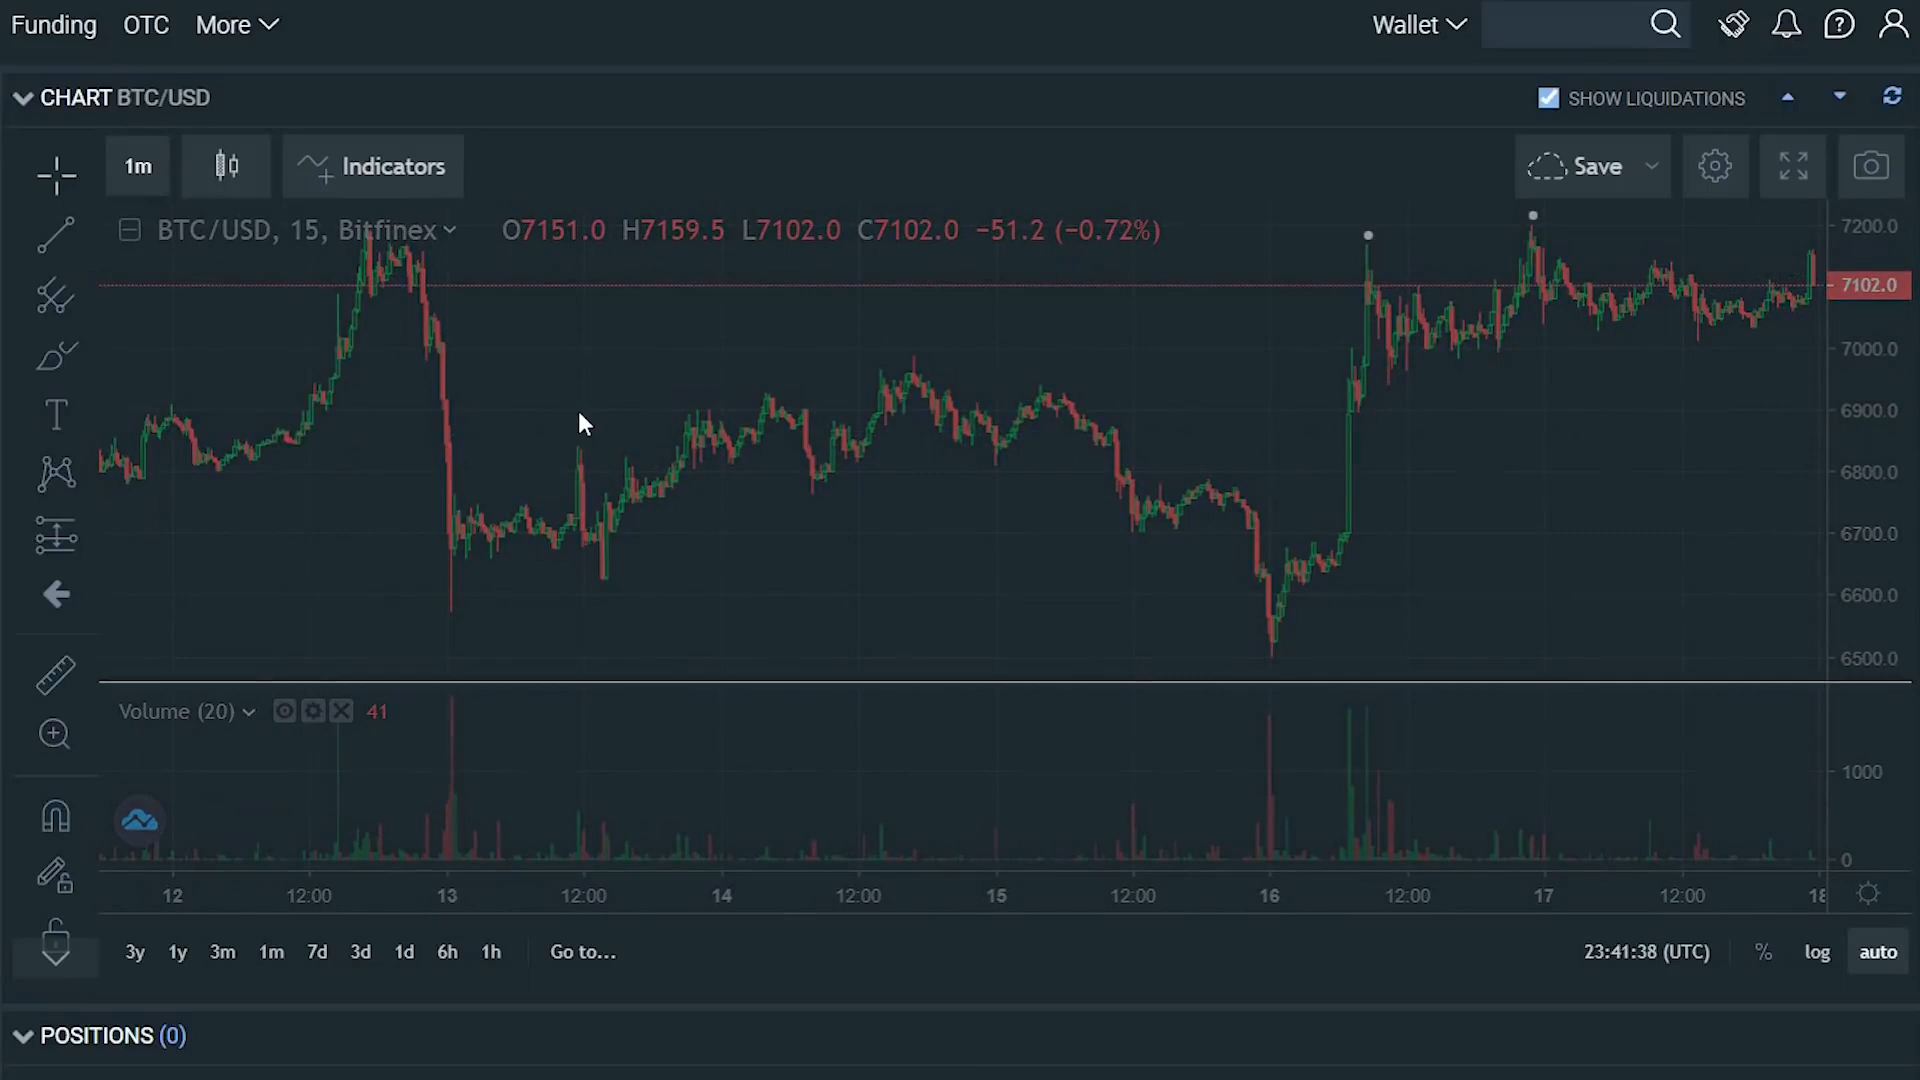 Funding OTC More Wallet
CHART BTC/USD SHOW LIQUIDATIONS
1m Indicators Save
BTC/USD, 15, Bitfinex O7151.0 H7159.5 L7102.0 C7102.0 −51.2 (−0.72%)
7200.0
7102.0
7000.0
6900.0
6800.0
6700.0
6600.0
6500.0
Volume (20) 41
1000
0
12 12:00 13 12:00 14 12:00 15 12:00 16 12:00 17 12:00 18
3y 1y 3m 1m 7d 3d 1d 6h 1h Go to... 23:41:38 (UTC) % log auto
POSITIONS (0)